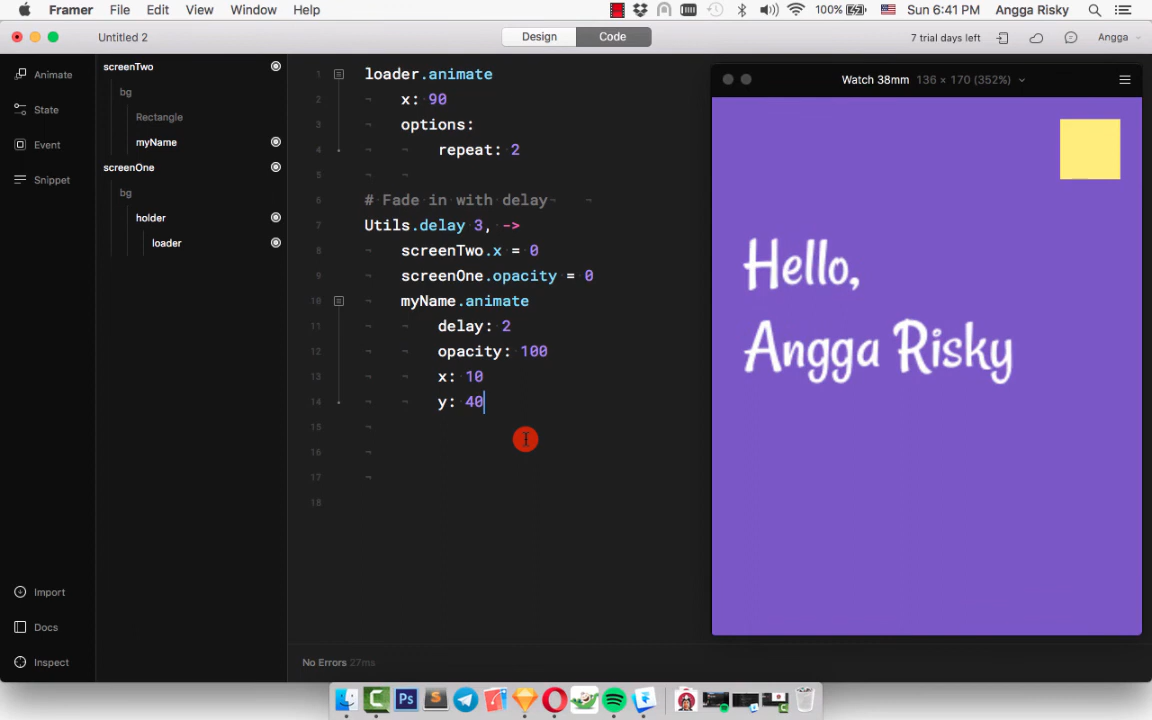 Framer File Edit View Window Help 100% Sun 6:41 PM Angga Risky
Untitled 2 Design Code 7 trial days left Angga
Animate
State
Event
Snippet
Import
Docs
Inspect
screenTwo
bg
Rectangle
myName
screenOne
bg
holder
loader
1 loader.animate
2 x: 90
3 options:
4 repeat: 2
5
6 # Fade in with delay
7 Utils.delay 3, ->
8 screenTwo.x = 0
9 screenOne.opacity = 0
10 myName.animate
11 delay: 2
12 opacity: 100
13 x: 10
14 y: 40
15
16
17
18
No Errors 27ms
Watch 38mm 136 × 170 (352%)
Hello,
Angga Risky
Ps
S